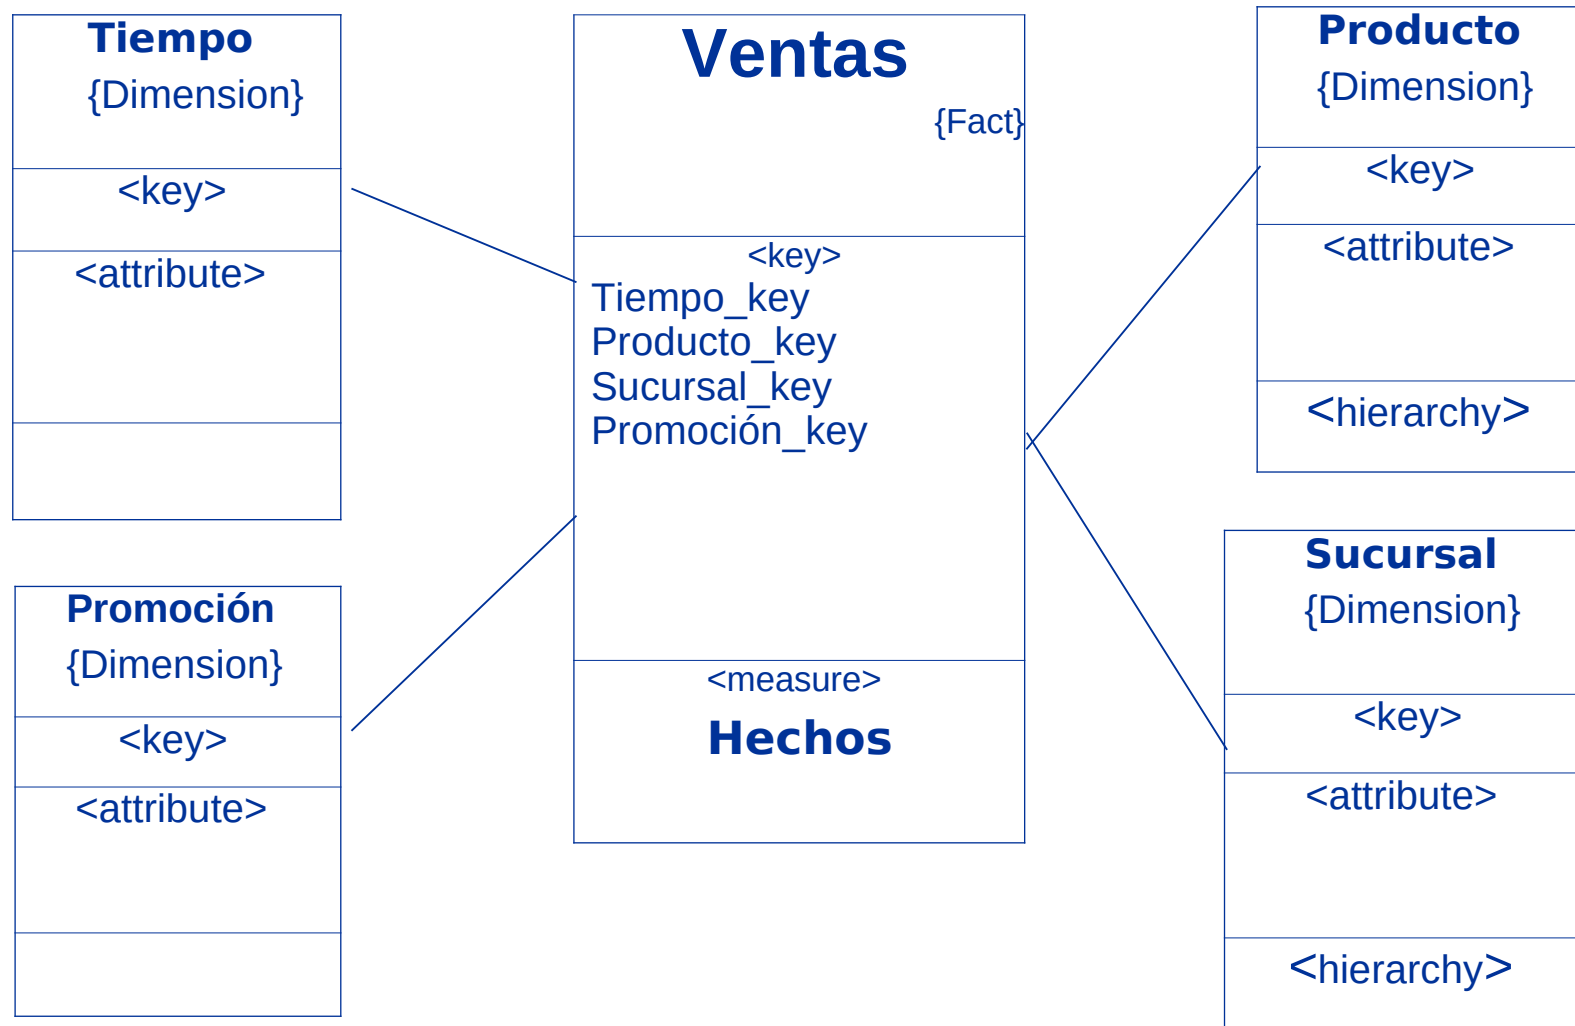 Tiempo
{Dimension}
<key>
<attribute>
Promoción
{Dimension}
<key>
<attribute>
Ventas
{Fact}
<key>
Tiempo_key
Producto_key
Sucursal_key
Promoción_key
<measure>
Hechos
Producto
{Dimension}
<key>
<attribute>
<hierarchy>
Sucursal
{Dimension}
<key>
<attribute>
<hierarchy>